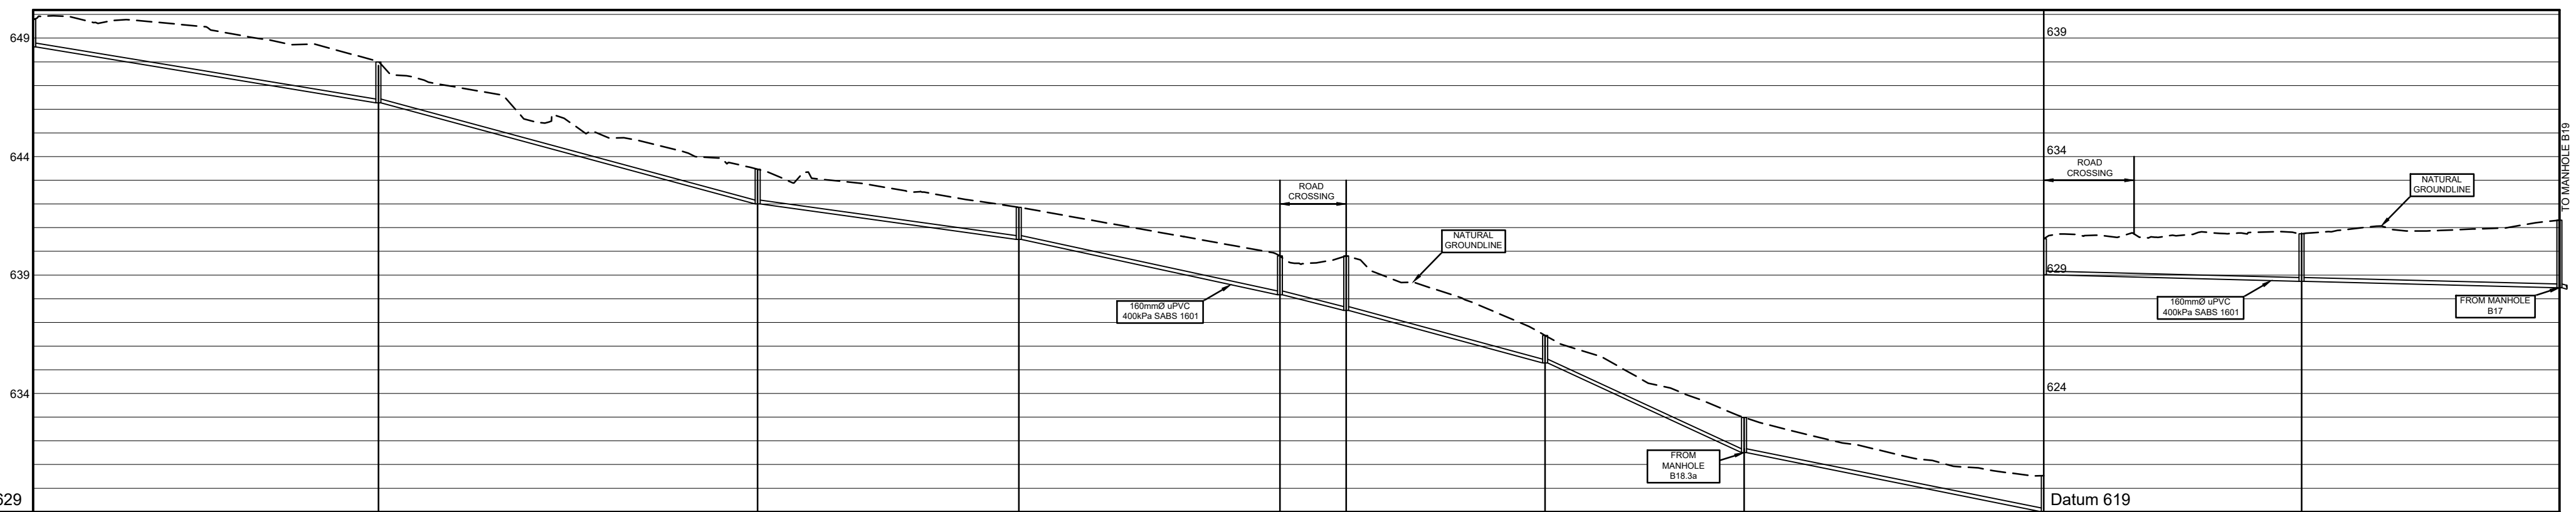 649
644
639
634
629
ROAD
CROSSING
NATURAL
GROUNDLINE
160mmØ uPVC
400kPa SABS 1601
FROM
MANHOLE
B18.3a
639
634
629
624
Datum 619
ROAD
CROSSING
NATURAL
GROUNDLINE
160mmØ uPVC
400kPa SABS 1601
FROM MANHOLE
B17
TO MANHOLE B19